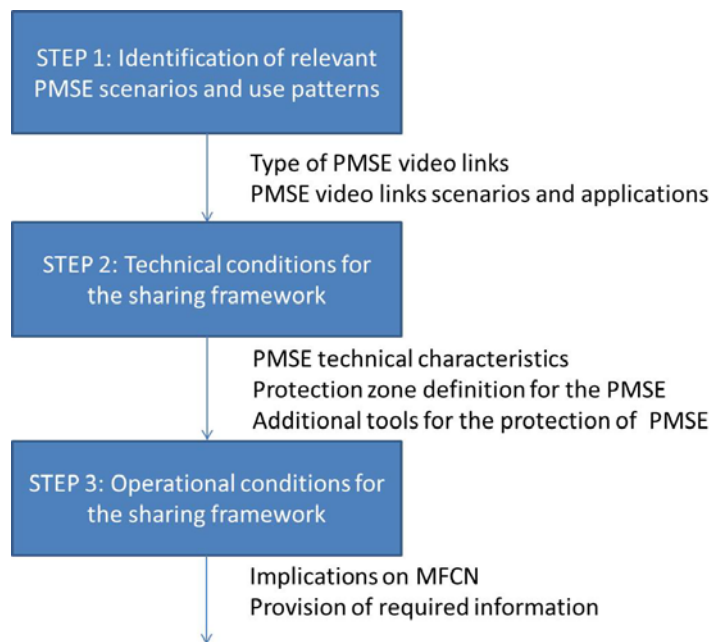 STEP 1: Identification of relevant
PMSE scenarios and use patterns
Type of PMSE video links
PMSE video links scenarios and applications
STEP 2: Technical conditions for
the sharing framework
PMSE technical characteristics
Protection zone definition for the PMSE
Additional tools for the protection of PMSE
STEP 3: Operational conditions for
the sharing framework
Implications on MFCN
Provision of required information